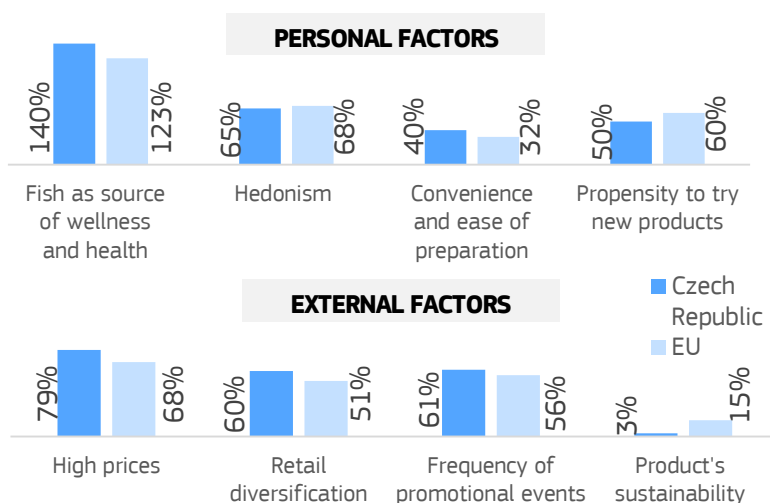 PERSONAL FACTORS
140%
123%
65%
68%
40%
32%
50%
60%
Fish as source
of wellness
and health
Hedonism
Convenience
and ease of
preparation
Propensity to try
new products
EXTERNAL FACTORS
Czech
Republic
EU
79%
68%
60%
51%
61%
56%
3%
15%
High prices
Retail
diversification
Frequency of
promotional events
Product's
sustainability